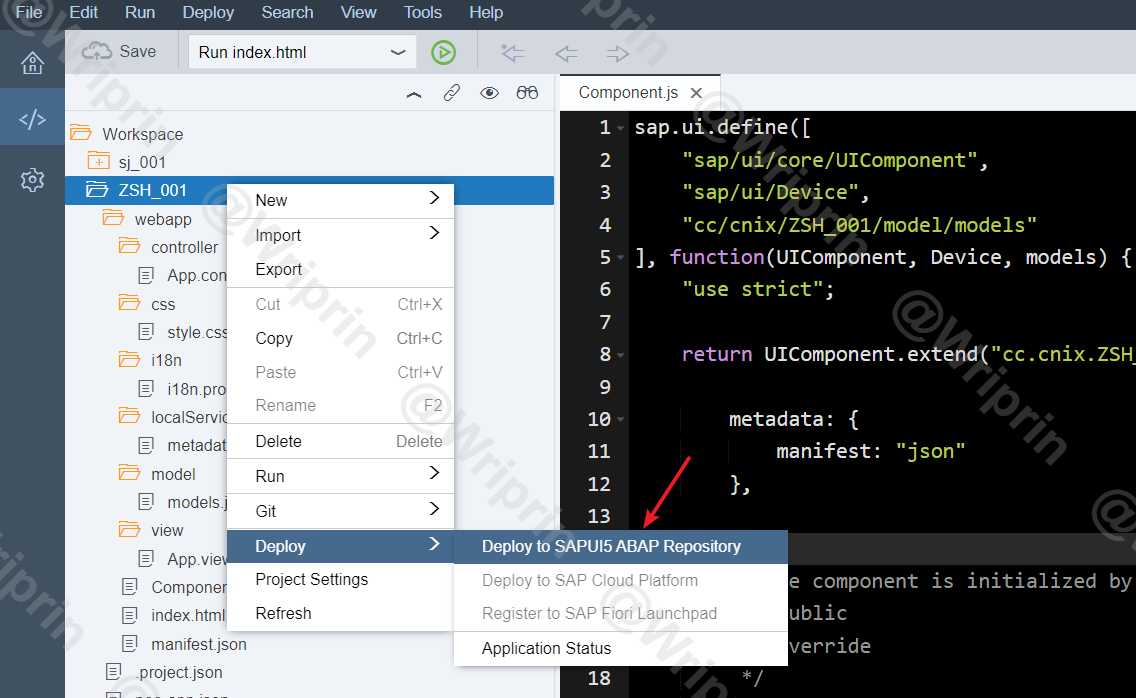 File Edit Run Deploy Search View Tools Help
Save Run index.html
Component.js
Workspace
sj_001
ZSH_001
webapp
controller
App.con
css
style.css
i18n
i18n.pro
localServic
metadat
model
models.j
view
App.view
Componen
index.html
manifest.json
.project.json
New
Import
Export
Cut Ctrl+X
Copy Ctrl+C
Paste Ctrl+V
Rename F2
Delete Delete
Run
Git
Deploy
Project Settings
Refresh
Deploy to SAPUI5 ABAP Repository
Deploy to SAP Cloud Platform
Register to SAP Fiori Launchpad
Application Status
1 sap.ui.define([
2 "sap/ui/core/UIComponent",
3 "sap/ui/Device",
4 "cc/cnix/ZSH_001/model/models"
5 ], function(UIComponent, Device, models) {
6 "use strict";
7
8 return UIComponent.extend("cc.cnix.ZSH_
9
10 metadata: {
11 manifest: "json"
12 },
13
e component is initialized by
ublic
verride
18 */
@Wriprin
@Wriprin
@Wriprin
@Wriprin
@Wriprin
@Wriprin